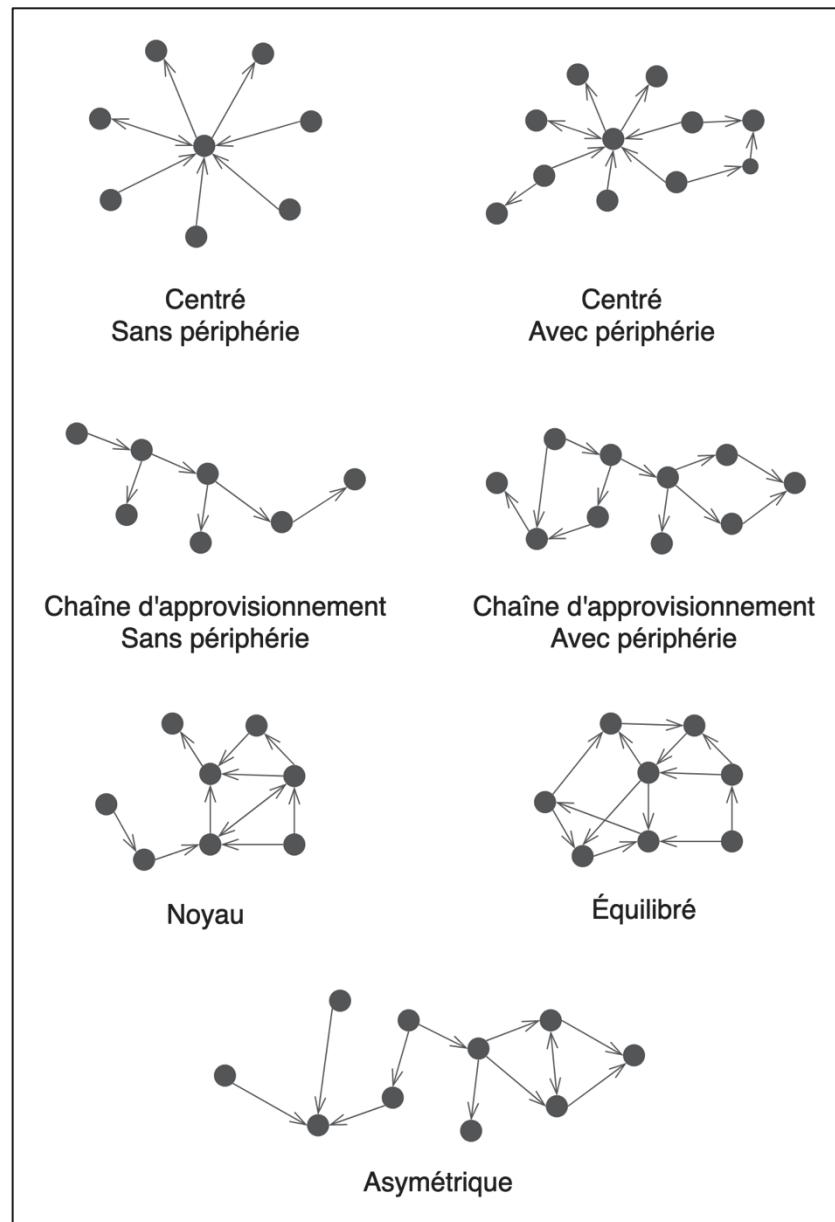 Centré
Sans périphérie
Centré
Avec périphérie
Chaîne d'approvisionnement
Sans périphérie
Chaîne d'approvisionnement
Avec périphérie
Noyau
Équilibré
Asymétrique